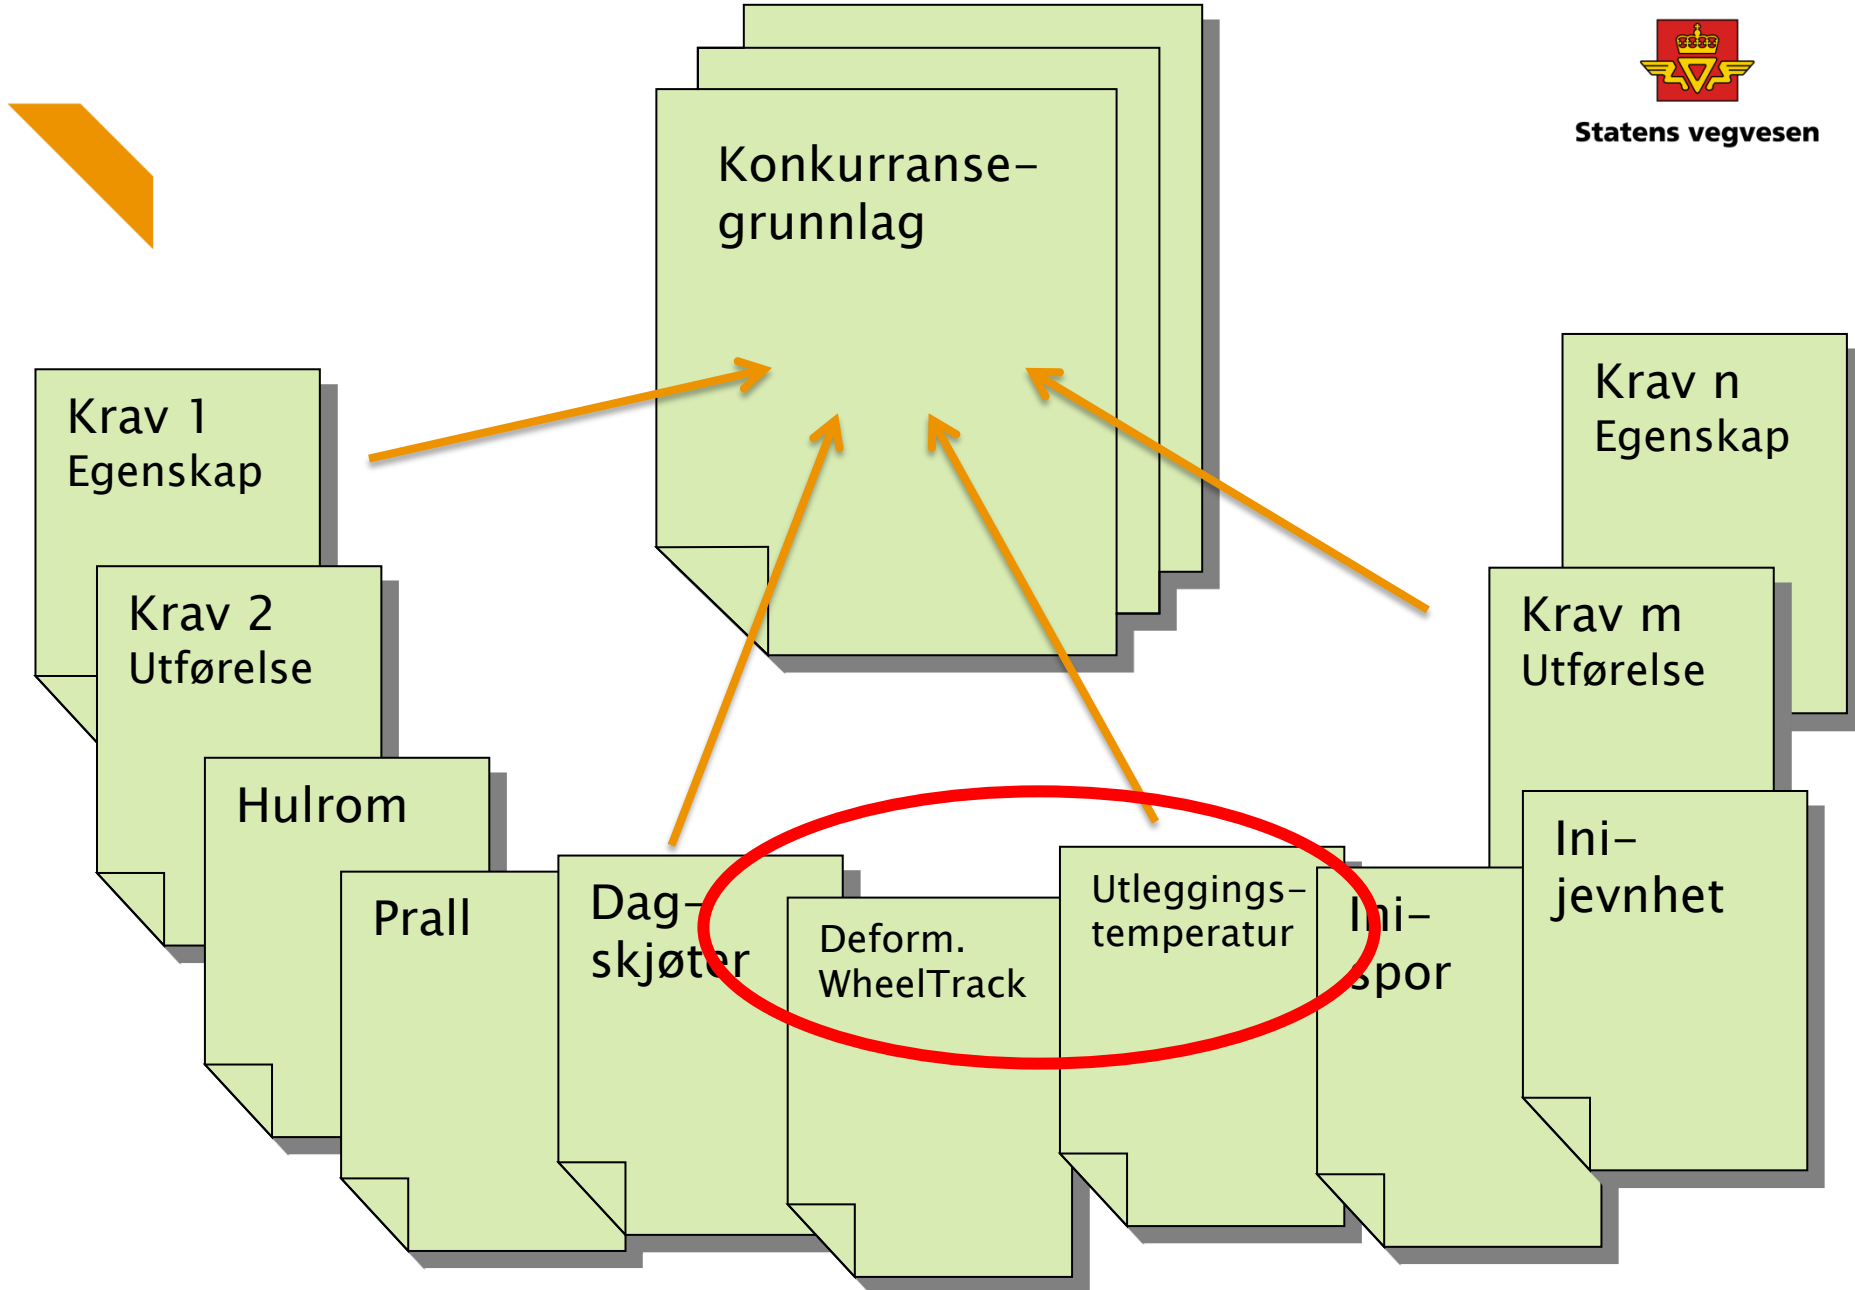 Statens vegvesen
Konkurranse-
grunnlag
Krav 1
Egenskap
Krav 2
Utførelse
Hulrom
Prall
Dag-
skjøter
Deform.
WheelTrack
Utleggings-
temperatur
Ini-
spor
Ini-
jevnhet
Krav m
Utførelse
Krav n
Egenskap